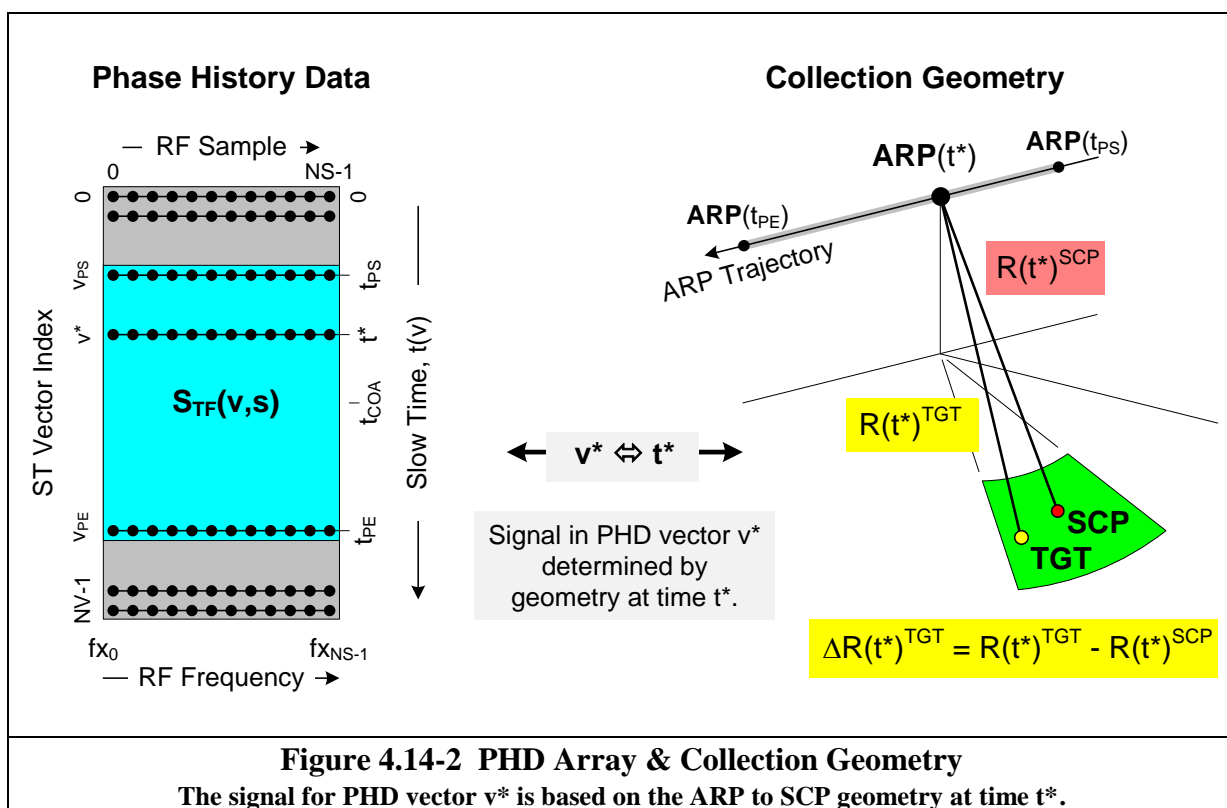 Phase History Data
RF Sample
0
NS-1
ST Vector Index
0
vPS
v*
vPE
NV-1
STF(v,s)
0
tPS
t*
tCOA
tPE
Slow Time, t(v)
fx0
fxNS-1
RF Frequency
v* ⇔ t*
Signal in PHD vector v*
determined by
geometry at time t*.
Collection Geometry
ARP(tPS)
ARP(t*)
ARP(tPE)
ARP Trajectory
R(t*)SCP
R(t*)TGT
SCP
TGT
ΔR(t*)TGT = R(t*)TGT - R(t*)SCP
Figure 4.14-2 PHD Array & Collection Geometry
The signal for PHD vector v* is based on the ARP to SCP geometry at time t*.